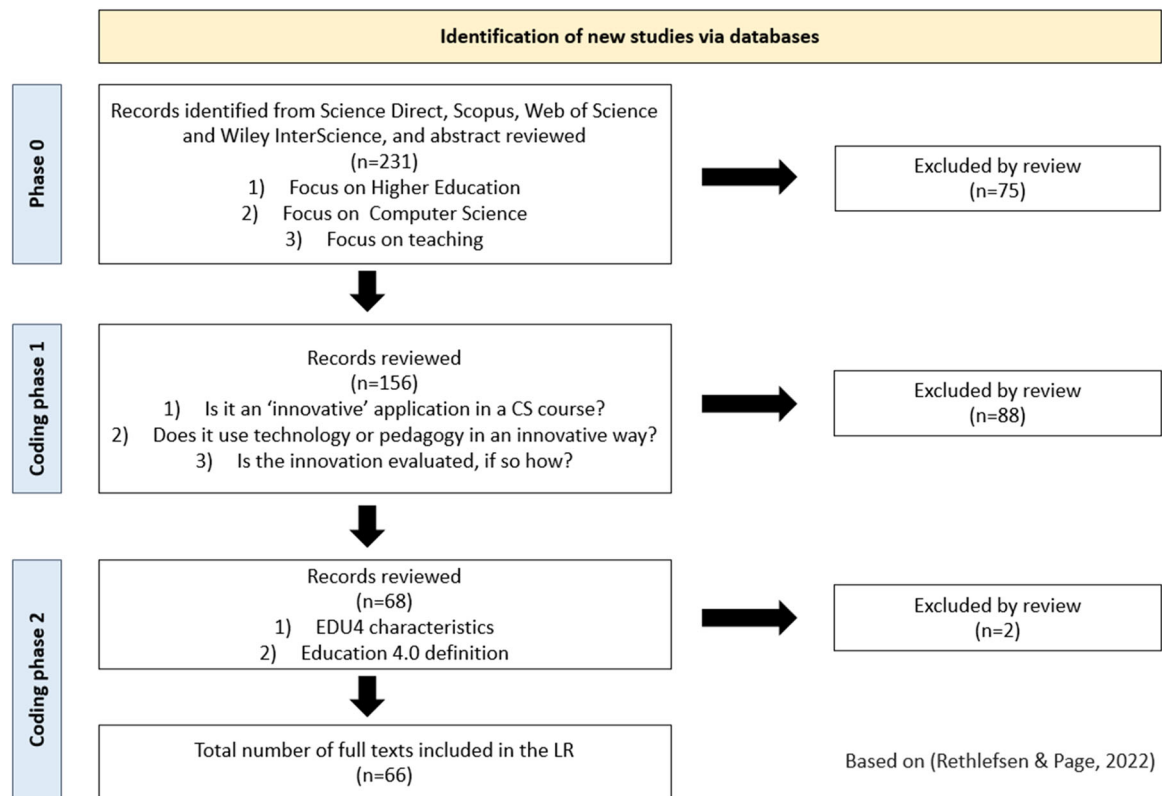 Identification of new studies via databases
Phase 0
Records identified from Science Direct, Scopus, Web of Science
and Wiley InterScience, and abstract reviewed
(n=231)
1) Focus on Higher Education
2) Focus on Computer Science
3) Focus on teaching
Excluded by review
(n=75)
Coding phase 1
Records reviewed
(n=156)
1) Is it an ‘innovative’ application in a CS course?
2) Does it use technology or pedagogy in an innovative way?
3) Is the innovation evaluated, if so how?
Excluded by review
(n=88)
Coding phase 2
Records reviewed
(n=68)
1) EDU4 characteristics
2) Education 4.0 definition
Excluded by review
(n=2)
Total number of full texts included in the LR
(n=66)
Based on (Rethlefsen & Page, 2022)